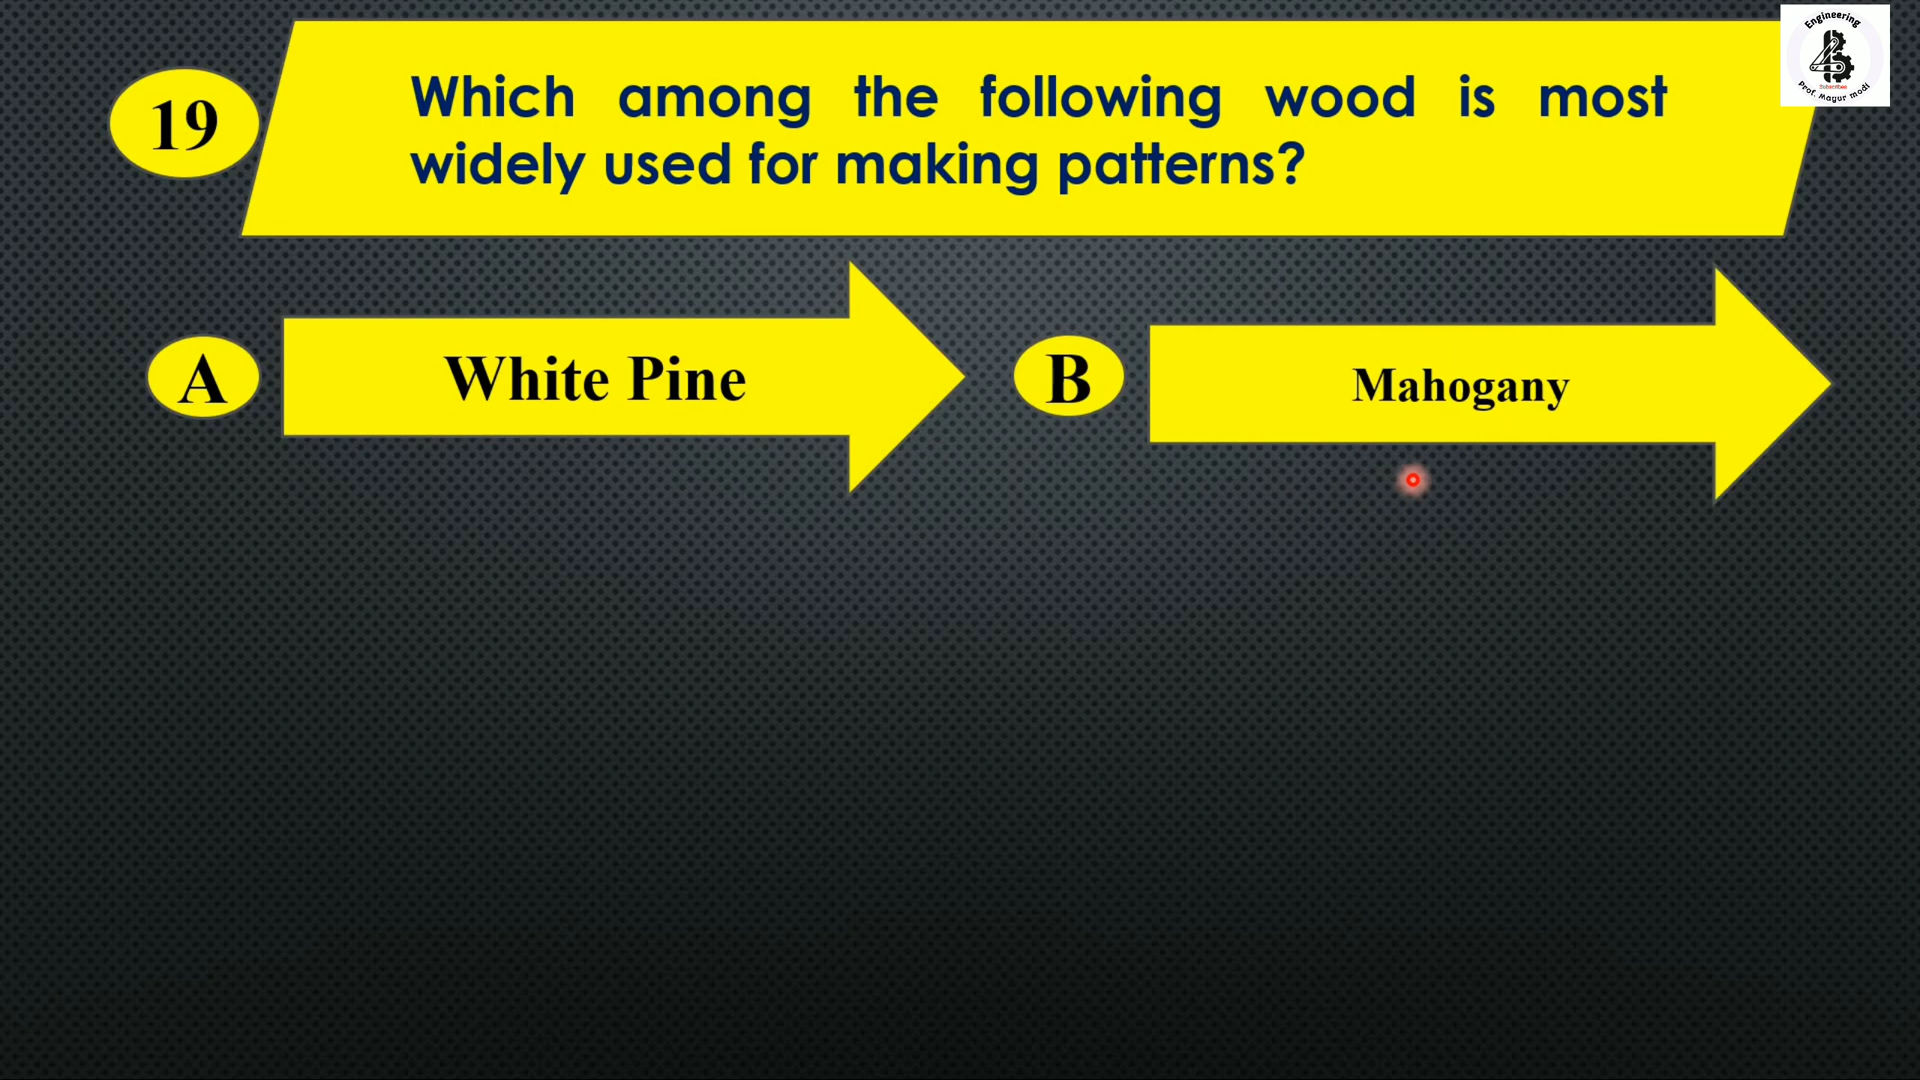 Engineering
Prof. Mayur modi
Subscribes
19
Which among the following wood is most
widely used for making patterns?
A
White Pine
B
Mahogany